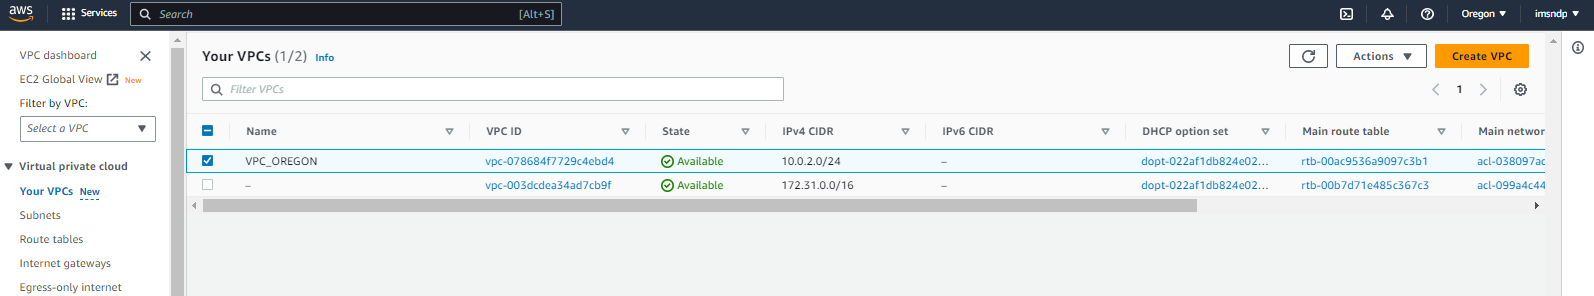 aws Services Search [Alt+S] Oregon imsndp
VPC dashboard
EC2 Global View New
Filter by VPC:
Select a VPC
Virtual private cloud
Your VPCs New
Subnets
Route tables
Internet gateways
Egress-only internet
Your VPCs (1/2) Info Actions Create VPC
Filter VPCs 1
Name VPC ID State IPv4 CIDR IPv6 CIDR DHCP option set Main route table Main networ
VPC_OREGON vpc-078684f7729c4ebd4 Available 10.0.2.0/24 – dopt-022af1db824e02... rtb-00ac9536a9097c3b1 acl-038097ac
– vpc-003dcdea34ad7cb9f Available 172.31.0.0/16 – dopt-022af1db824e02... rtb-00b7d71e485c367c3 acl-099a4c44